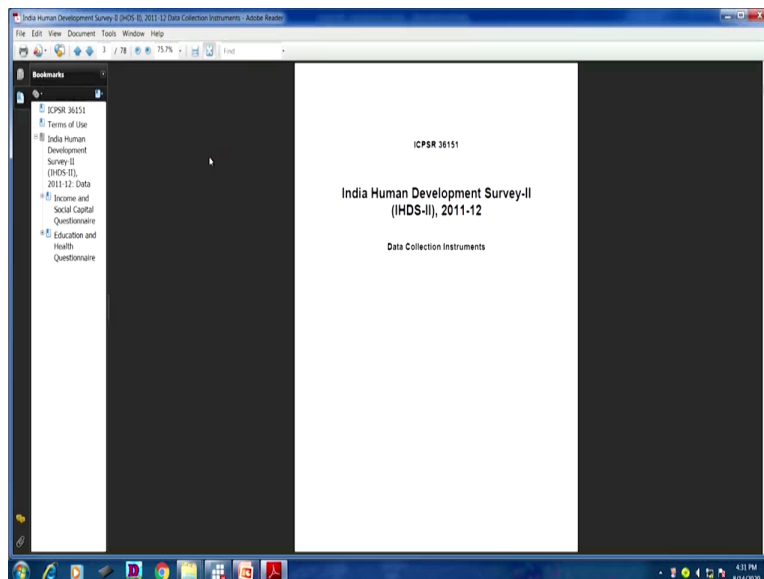 India Human Development Survey-II (IHDS-II), 2011-12 Data Collection Instruments - Adobe Reader
File Edit View Document Tools Window Help
3 / 78 75.7% Find
Bookmarks
ICPSR 36151
Terms of Use
India Human
Development
Survey-II
(IHDS-II),
2011-12: Data
Income and
Social Capital
Questionnaire
Education and
Health
Questionnaire
ICPSR 36151
India Human Development Survey-II
(IHDS-II), 2011-12
Data Collection Instruments
4:31 PM